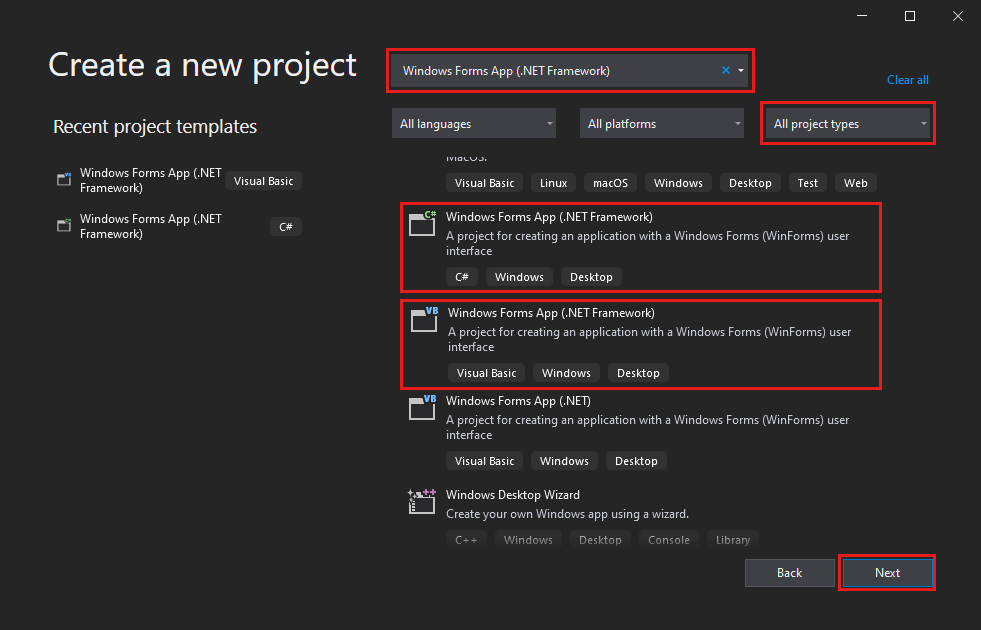 Create a new project
Windows Forms App (.NET Framework)
Clear all
Recent project templates
All languages
All platforms
All project types
Windows Forms App (.NET
Framework)
Visual Basic
Windows Forms App (.NET
Framework)
C#
MacOS.
Visual Basic Linux macOS Windows Desktop Test Web
C#
Windows Forms App (.NET Framework)
A project for creating an application with a Windows Forms (WinForms) user
interface
C# Windows Desktop
VB
Windows Forms App (.NET Framework)
A project for creating an application with a Windows Forms (WinForms) user
interface
Visual Basic Windows Desktop
VB
Windows Forms App (.NET)
A project for creating an application with a Windows Forms (WinForms) user
interface
Visual Basic Windows Desktop
++
Windows Desktop Wizard
Create your own Windows app using a wizard.
C++ Windows Desktop Console Library
Back
Next